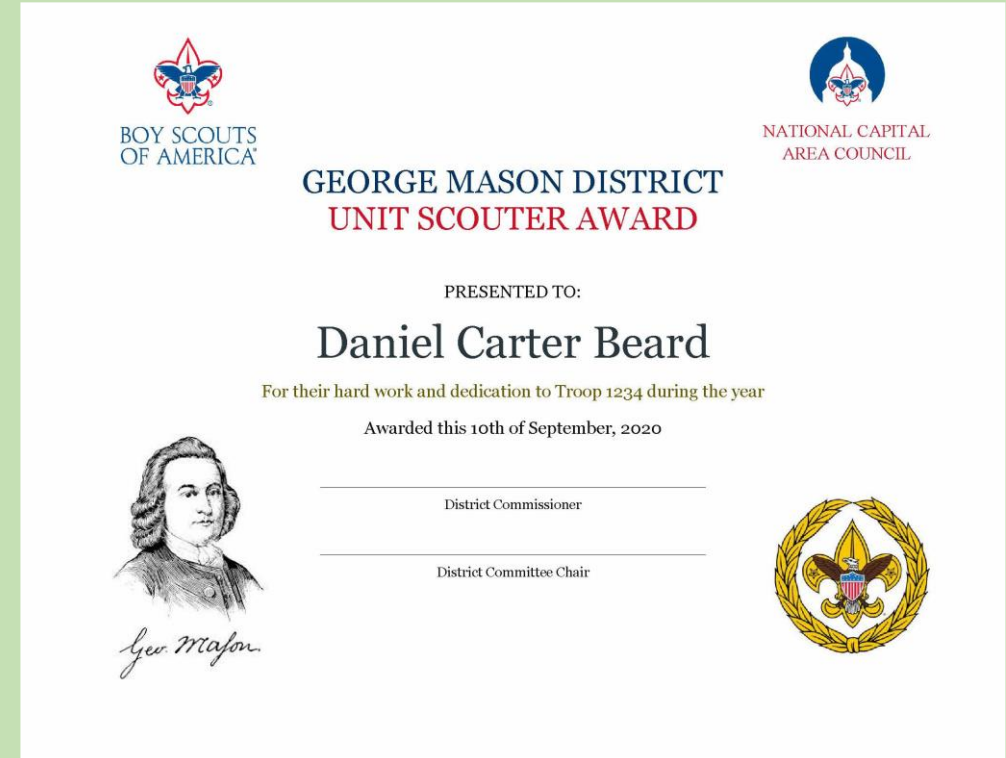 BOY SCOUTS
OF AMERICA®
NATIONAL CAPITAL
AREA COUNCIL
GEORGE MASON DISTRICT
UNIT SCOUTER AWARD
PRESENTED TO:
Daniel Carter Beard
For their hard work and dedication to Troop 1234 during the year
Awarded this 10th of September, 2020
District Commissioner
District Committee Chair
Geo. Mason